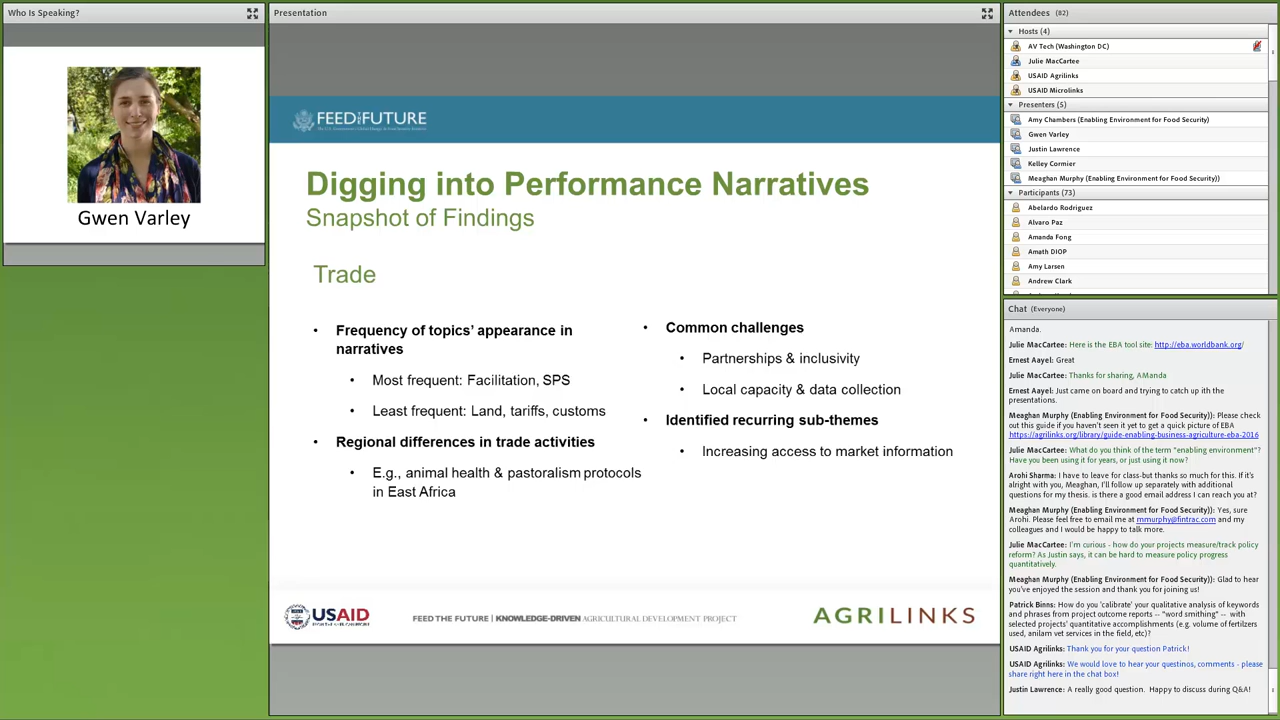 Who Is Speaking?
Gwen Varley
Presentation
FEED THE FUTURE
Digging into Performance Narratives
Snapshot of Findings
Trade
• Frequency of topics' appearance in
narratives
• Most frequent: Facilitation, SPS
• Least frequent: Land, tariffs, customs
• Regional differences in trade activities
• E.g., animal health & pastoralism protocols
in East Africa
• Common challenges
• Partnerships & inclusivity
• Local capacity & data collection
• Identified recurring sub-themes
• Increasing access to market information
USAID
FEED THE FUTURE | KNOWLEDGE-DRIVEN AGRICULTURAL DEVELOPMENT PROJECT
AGRILINKS
Attendees (82)
Hosts (4)
AV Tech (Washington DC)
Julie MacCartee
USAID Agrilinks
USAID Microlinks
Presenters (5)
Amy Chambers (Enabling Environment for Food Security)
Gwen Varley
Justin Lawrence
Kelley Cormier
Meaghan Murphy (Enabling Environment for Food Security))
Participants (73)
Abelardo Rodriguez
Alvaro Paz
Amanda Fong
Amath DIOP
Amy Larsen
Andrew Clark
Chat (Everyone)
Amanda.
Julie MacCartee: Here is the EBA tool site: http://eba.worldbank.org/
Ernest Aayel: Great
Julie MacCartee: Thanks for sharing, AManda
Ernest Aayel: Just came on board and trying to catch up ith the
presentations.
Meaghan Murphy (Enabling Environment for Food Security)): Please check
out this guide if you haven't seen it yet to get a quick picture of EBA
https://agrilinks.org/library/guide-enabling-business-agriculture-eba-2016
Julie MacCartee: What do you think of the term "enabling environment"?
Have you been using it for years, or just using it now?
Arohi Sharma: I have to leave for class-but thanks so much for this. If it's
alright with you, Meaghan, I'll follow up separately with additional
questions for my thesis. is there a good email address I can reach you at?
Meaghan Murphy (Enabling Environment for Food Security)): Yes, sure
Arohi. Please feel free to email me at mmurphy@fintrac.com and my
colleagues and I would be happy to talk more.
Julie MacCartee: I'm curious - how do your projects measure/track policy
reform? As Justin says, it can be hard to measure policy progress
quantitatively.
Meaghan Murphy (Enabling Environment for Food Security)): Glad to hear
you've enjoyed the session and thank you for joining us!
Patrick Binns: How do you 'calibrate' your qualitative analysis of keywords
and phrases from project outcome reports -- "word smithing" -- with
selected projects' quantitative accomplishments (e.g. volume of fertilzers
used, anilam vet services in the field, etc)?
USAID Agrilinks: Thank you for your question Patrick!
USAID Agrilinks: We would love to hear your questinos, comments - please
share right here in the chat box!
Justin Lawrence: A really good question. Happy to discuss during Q&A!